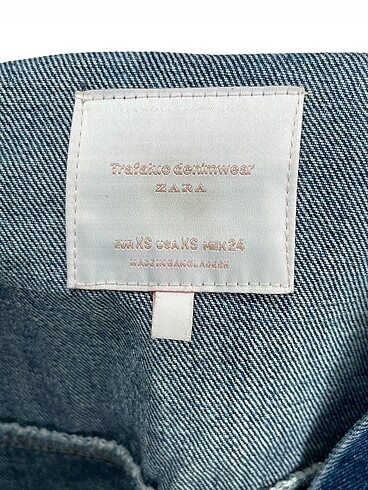 Trafaluc denimwear
ZARA
EUR XS USA XS MEX 24
MADE IN BANGLADESH